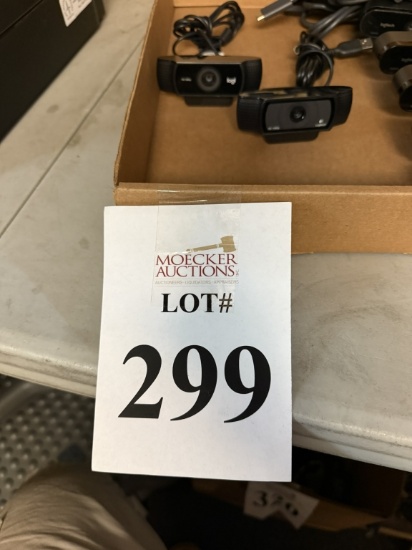 MOECKER
AUCTIONS
LOT#
299